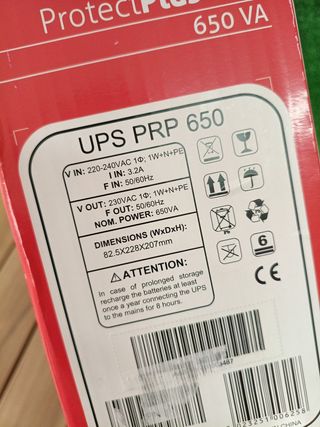 ProtectPlus
650 VA
UPS PRP 650
V IN: 220-240VAC 1Φ; 1W+N+PE
I IN: 3.2A
F IN: 50/60Hz
V OUT: 230VAC 1Φ; 1W+N+PE
F OUT: 50/60Hz
NOM. POWER: 650VA
DIMENSIONS (WxDxH):
82.5X228X207mm
6
CE
ATTENTION:
In case of prolonged storage
recharge the batteries at least
once a year connecting the UPS
to the mains for 8 hours.